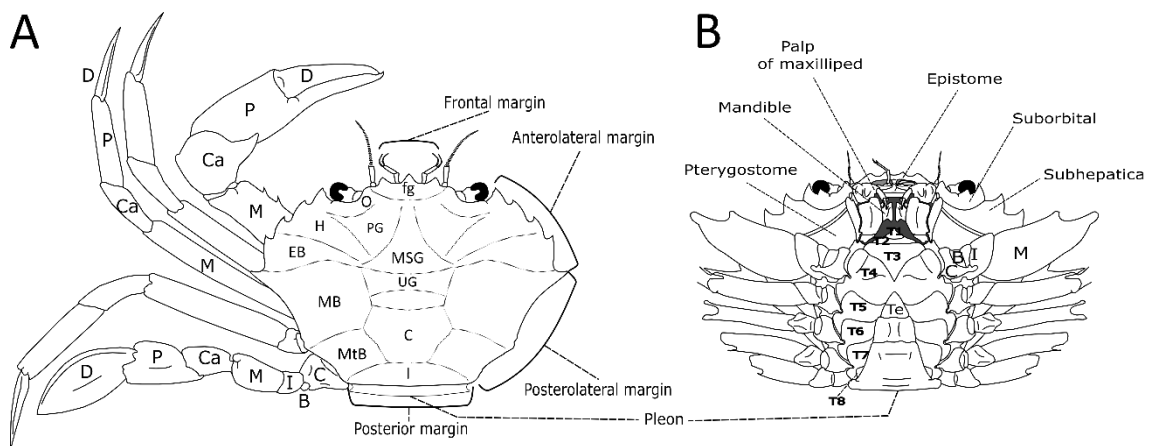 A
D
D
P
Frontal margin
Anterolateral margin
P
Ca
fg
O
Ca
M
H
PG
EB
MSG
M
UG
MB
C
MtB
P
Ca
M
I
C
I
D
B
Posterolateral margin
Posterior margin
Pleon
B
Palp
of maxilliped
Epistome
Mandible
Suborbital
Pterygostome
Subhepatica
T1
T2
T3
B
I
M
T4
C
T5
Te
T6
T7
T8